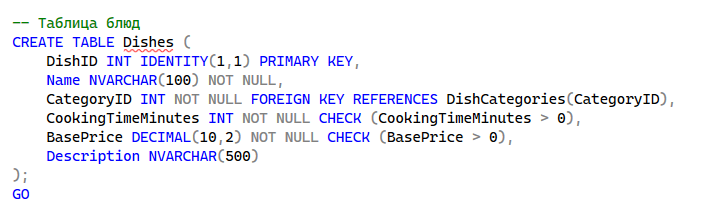 -- Таблица блюд
CREATE TABLE Dishes (
    DishID INT IDENTITY(1,1) PRIMARY KEY,
    Name NVARCHAR(100) NOT NULL,
    CategoryID INT NOT NULL FOREIGN KEY REFERENCES DishCategories(CategoryID),
    CookingTimeMinutes INT NOT NULL CHECK (CookingTimeMinutes > 0),
    BasePrice DECIMAL(10,2) NOT NULL CHECK (BasePrice > 0),
    Description NVARCHAR(500)
);
GO